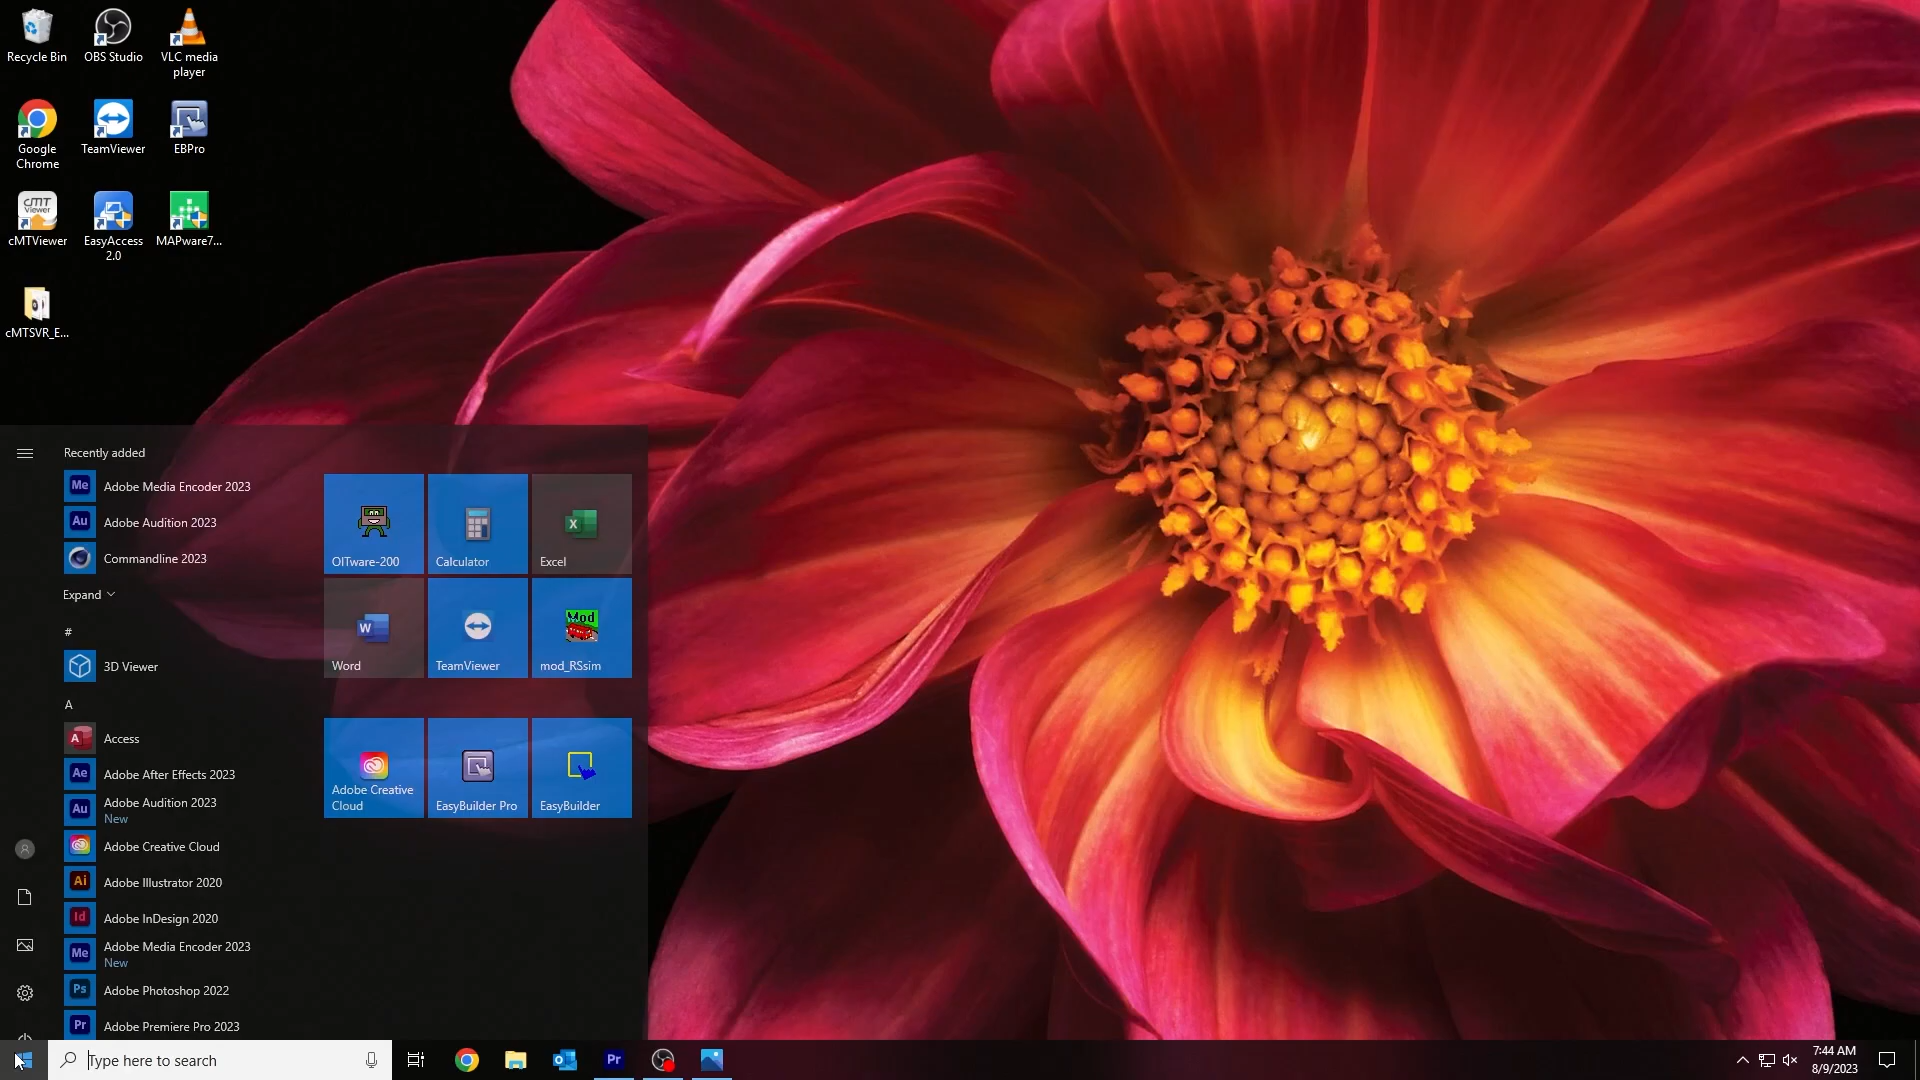 Recycle Bin
OBS Studio
VLC media
player
Google
Chrome
TeamViewer
EBPro
CMT
viewer
cMTViewer
EasyAccess
2.0
MAPware7...
cMTSVR_E...
Recently added
Me
Adobe Media Encoder 2023
Au
Adobe Audition 2023
Commandline 2023
Expand
#
3D Viewer
A
A
Access
Ae
Adobe After Effects 2023
Au
Adobe Audition 2023
New
Adobe Creative Cloud
Ai
Adobe Illustrator 2020
Id
Adobe InDesign 2020
Me
Adobe Media Encoder 2023
New
Ps
Adobe Photoshop 2022
Pr
Adobe Premiere Pro 2023
OITware-200
Calculator
X
Excel
W
Word
TeamViewer
Mod
mod_RSsim
Adobe Creative
Cloud
EasyBuilder Pro
EasyBuilder
Type here to search
Pr
7:44 AM
8/9/2023